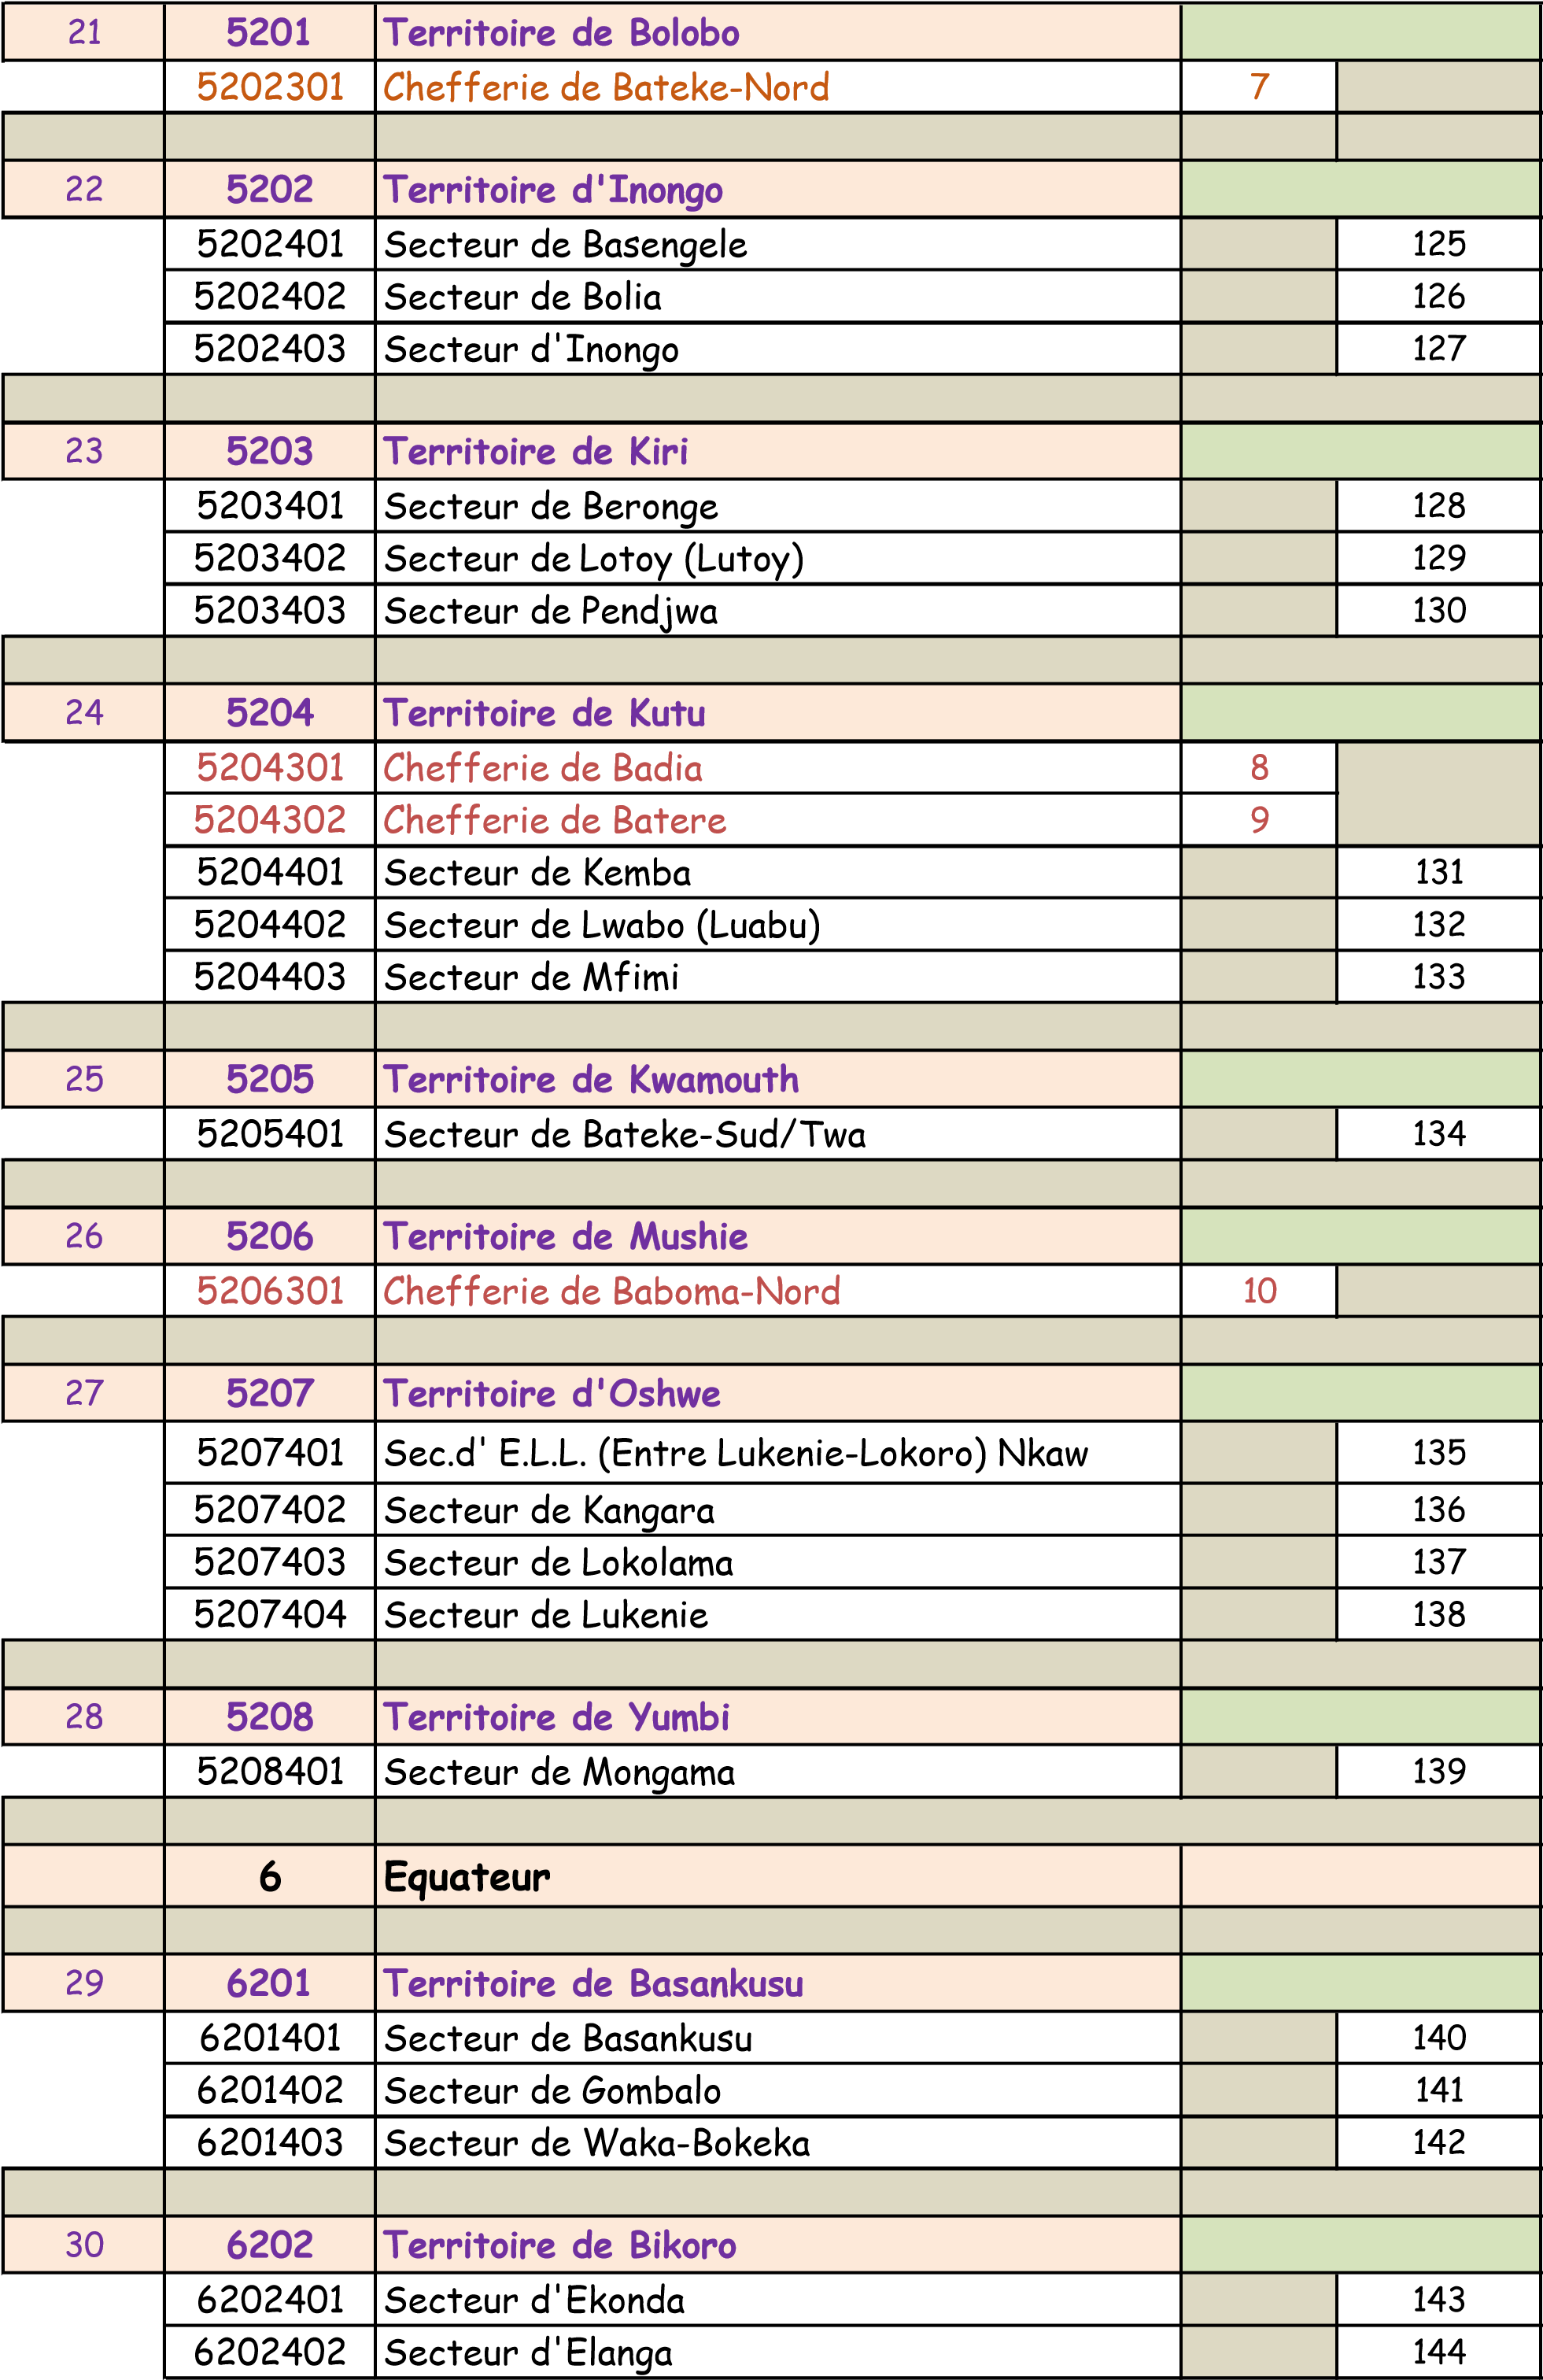 21 5201 Territoire de Bolobo
5202301 Chefferie de Bateke-Nord 7
22 5202 Territoire d'Inongo
5202401 Secteur de Basengele 125
5202402 Secteur de Bolia 126
5202403 Secteur d'Inongo 127
23 5203 Territoire de Kiri
5203401 Secteur de Beronge 128
5203402 Secteur de Lotoy (Lutoy) 129
5203403 Secteur de Pendjwa 130
24 5204 Territoire de Kutu
5204301 Chefferie de Badia 8
5204302 Chefferie de Batere 9
5204401 Secteur de Kemba 131
5204402 Secteur de Lwabo (Luabu) 132
5204403 Secteur de Mfimi 133
25 5205 Territoire de Kwamouth
5205401 Secteur de Bateke-Sud/Twa 134
26 5206 Territoire de Mushie
5206301 Chefferie de Baboma-Nord 10
27 5207 Territoire d'Oshwe
5207401 Sec.d' E.L.L. (Entre Lukenie-Lokoro) Nkaw 135
5207402 Secteur de Kangara 136
5207403 Secteur de Lokolama 137
5207404 Secteur de Lukenie 138
28 5208 Territoire de Yumbi
5208401 Secteur de Mongama 139
6 Equateur
29 6201 Territoire de Basankusu
6201401 Secteur de Basankusu 140
6201402 Secteur de Gombalo 141
6201403 Secteur de Waka-Bokeka 142
30 6202 Territoire de Bikoro
6202401 Secteur d'Ekonda 143
6202402 Secteur d'Elanga 144